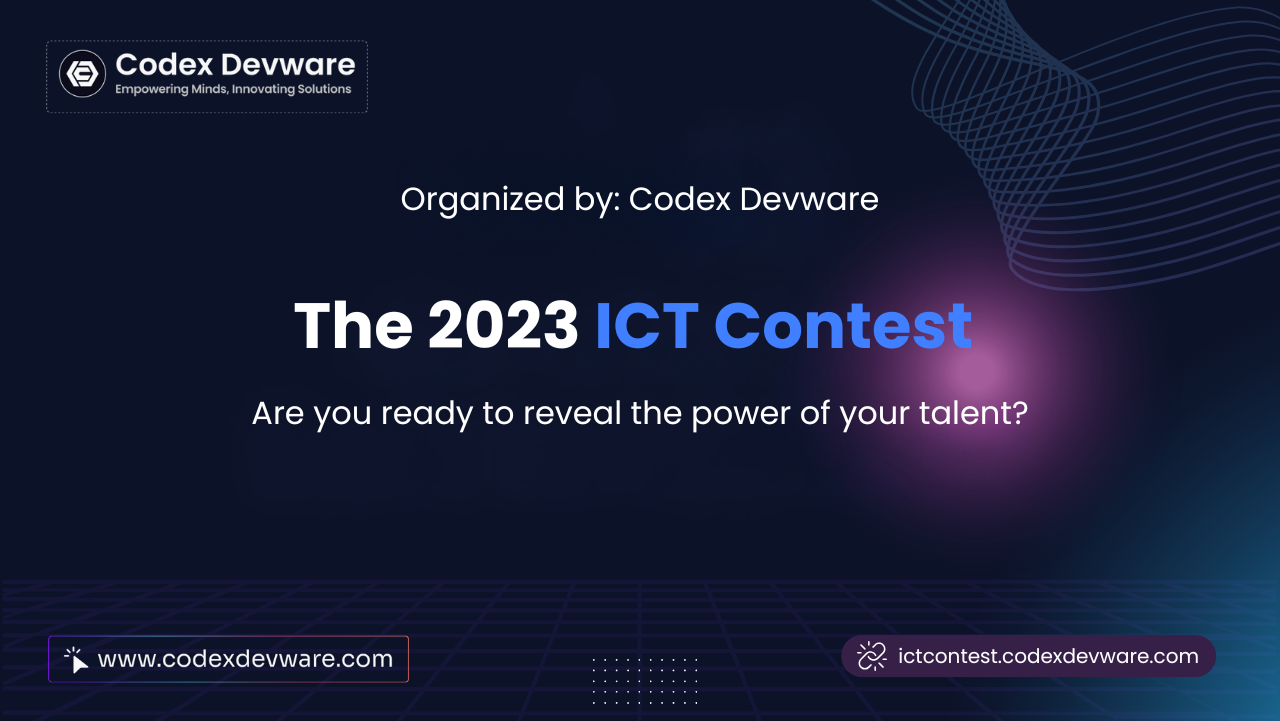 Codex Devware
Empowering Minds, Innovating Solutions
Organized by: Codex Devware
The 2023 ICT Contest
Are you ready to reveal the power of your talent?
www.codexdevware.com
ictcontest.codexdevware.com